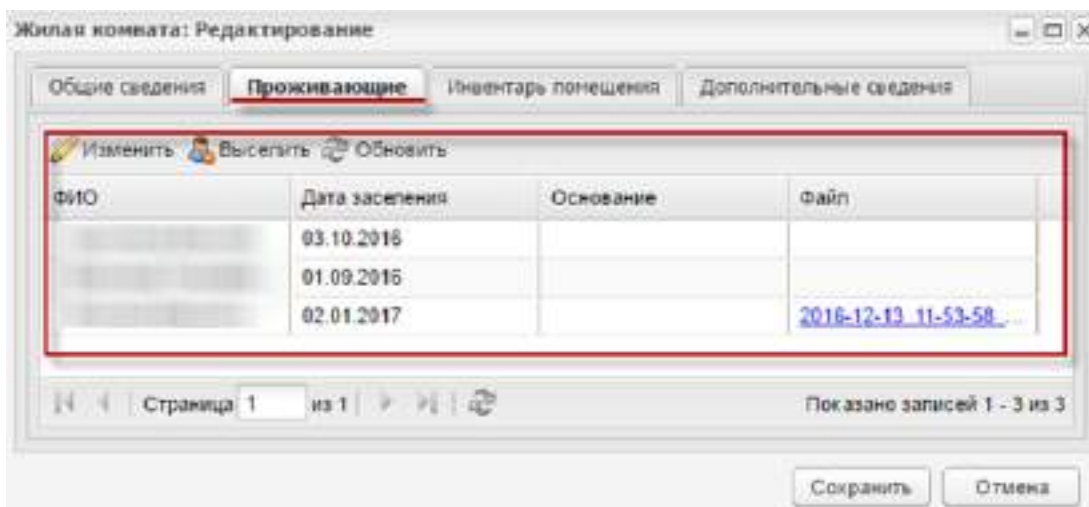 Жилая комната: Редактирование
Общие сведения Проживающие Инвентарь помещения Дополнительные сведения
Изменить Выселить Обновить
ФИО Дата заселения Основание Файл
03.10.2016
01.09.2016
02.01.2017 2016-12-13_11-53-58_...
Страница 1 из 1 Показано записей 1 - 3 из 3
Сохранить Отмена